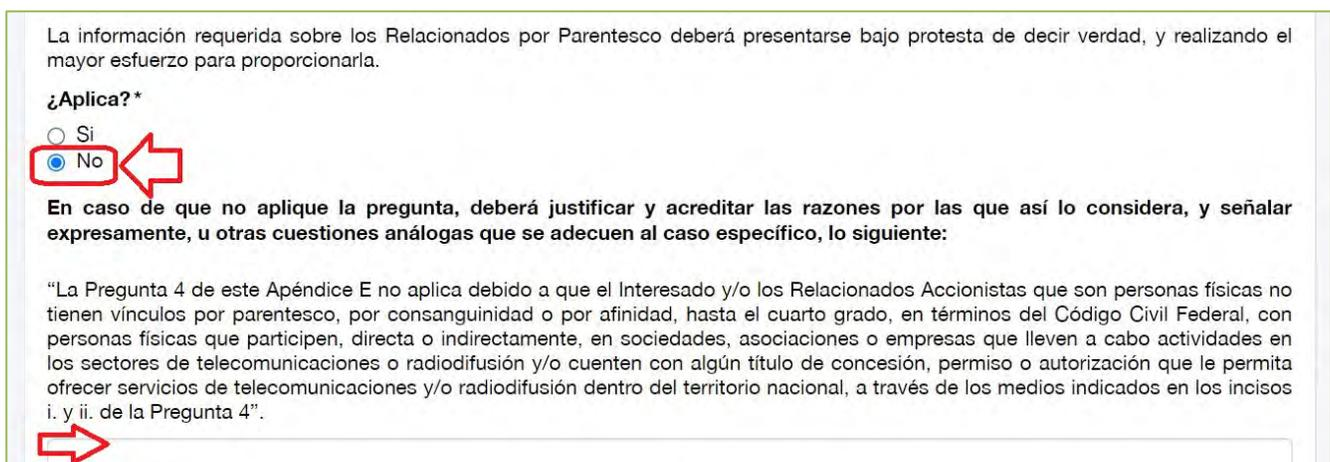 La información requerida sobre los Relacionados por Parentesco deberá presentarse bajo protesta de decir verdad, y realizando el
mayor esfuerzo para proporcionarla.
¿Aplica?*
Si
No
En caso de que no aplique la pregunta, deberá justificar y acreditar las razones por las que así lo considera, y señalar
expresamente, u otras cuestiones análogas que se adecuen al caso específico, lo siguiente:
“La Pregunta 4 de este Apéndice E no aplica debido a que el Interesado y/o los Relacionados Accionistas que son personas físicas no
tienen vínculos por parentesco, por consanguinidad o por afinidad, hasta el cuarto grado, en términos del Código Civil Federal, con
personas físicas que participen, directa o indirectamente, en sociedades, asociaciones o empresas que lleven a cabo actividades en
los sectores de telecomunicaciones o radiodifusión y/o cuenten con algún título de concesión, permiso o autorización que le permita
ofrecer servicios de telecomunicaciones y/o radiodifusión dentro del territorio nacional, a través de los medios indicados en los incisos
i. y ii. de la Pregunta 4”.